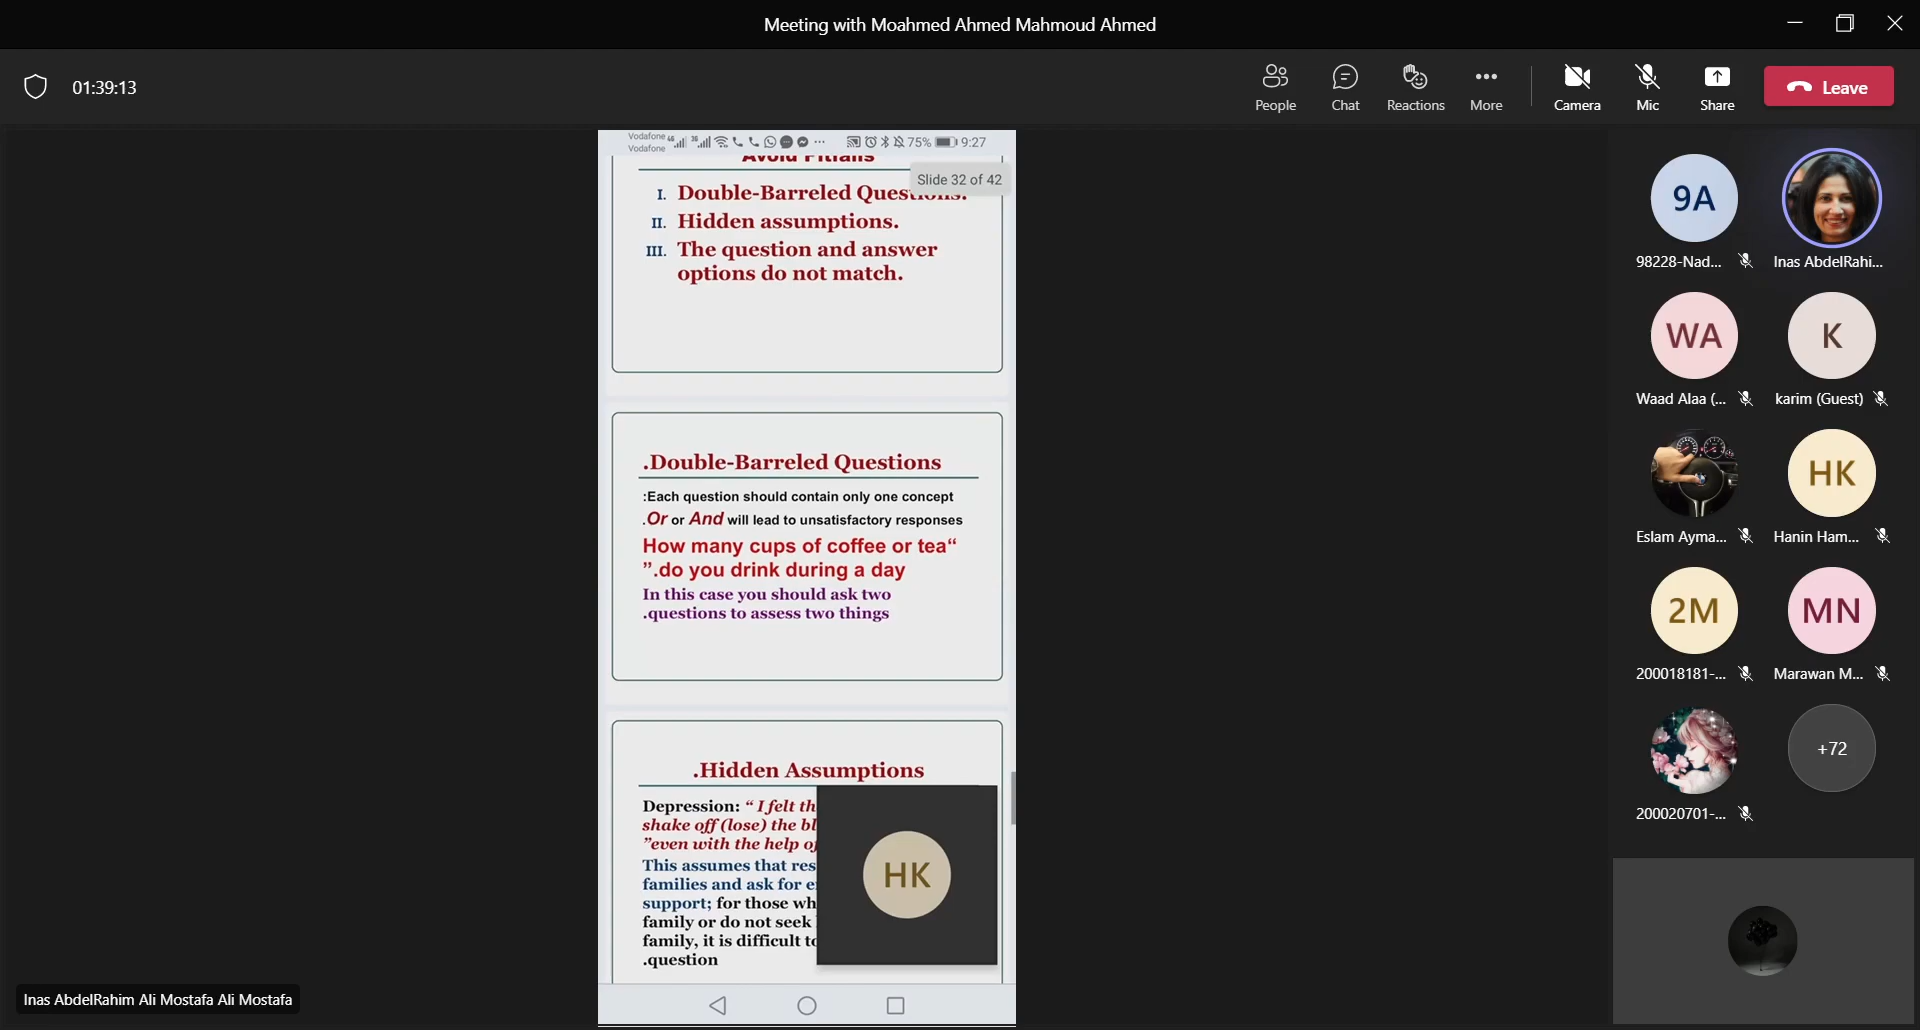 Meeting with Moahmed Ahmed Mahmoud Ahmed
01:39:13
People
Chat
Reactions
More
Camera
Mic
Share
Leave
Vodafone
Vodafone
4G
3G
75%
9:27
Slide 32 of 42
I. Double-Barreled Questions.
II. Hidden assumptions.
III. The question and answer
options do not match.
.Double-Barreled Questions
:Each question should contain only one concept
.Or or And will lead to unsatisfactory responses
How many cups of coffee or tea“
”.do you drink during a day
In this case you should ask two
.questions to assess two things
.Hidden Assumptions
Depression: “ I felt th
shake off (lose) the bl
”even with the help o
This assumes that res
families and ask for e
support; for those wh
family or do not seek
family, it is difficult to
.question
HK
9A
98228-Nad...
Inas AbdelRahi...
WA
Waad Alaa (...
K
karim (Guest)
Eslam Ayma...
HK
Hanin Ham...
2M
200018181-...
MN
Marawan M...
200020701-...
+72
Inas AbdelRahim Ali Mostafa Ali Mostafa